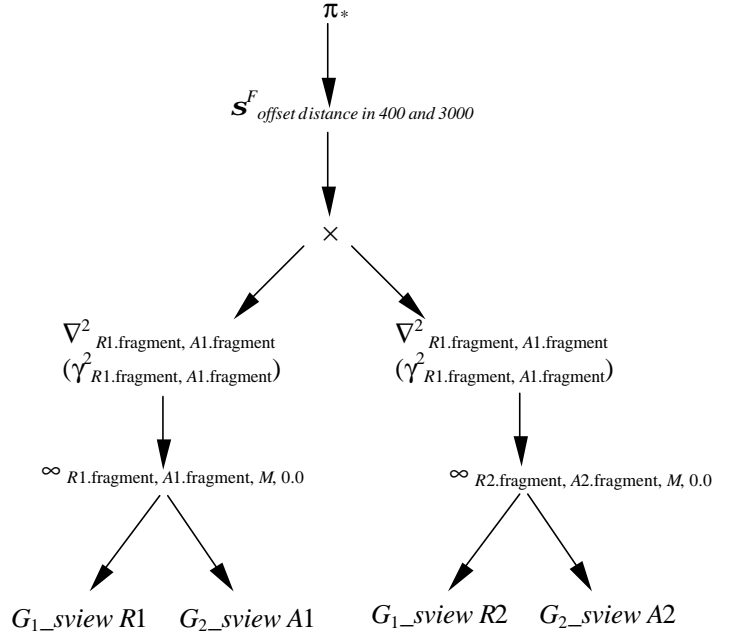 π*
s^F offset distance in 400 and 3000
×
∇² R1.fragment, A1.fragment
(γ² R1.fragment, A1.fragment)
∇² R1.fragment, A1.fragment
(γ² R1.fragment, A1.fragment)
∞ R1.fragment, A1.fragment, M, 0.0
∞ R2.fragment, A2.fragment, M, 0.0
G₁_sview R1
G₂_sview A1
G₁_sview R2
G₂_sview A2